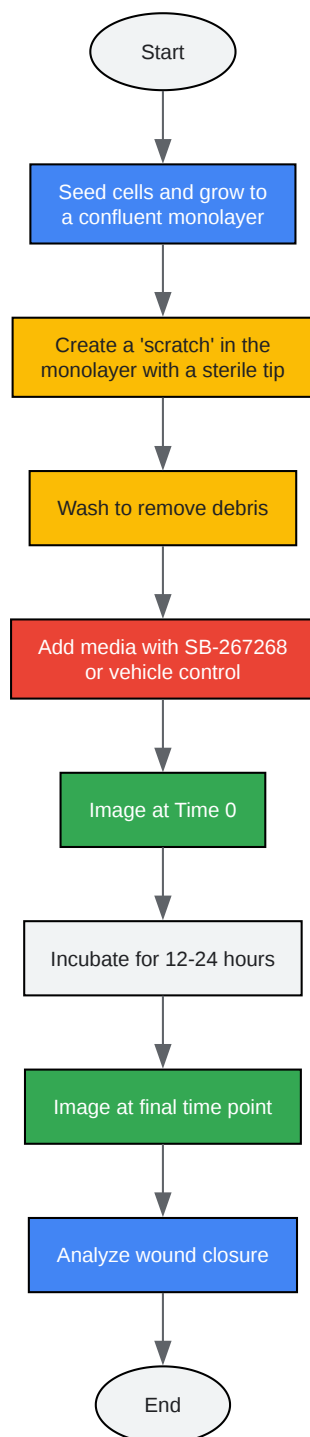 Start
Seed cells and grow to
a confluent monolayer
Create a 'scratch' in the
monolayer with a sterile tip
Wash to remove debris
Add media with SB-267268
or vehicle control
Image at Time 0
Incubate for 12-24 hours
Image at final time point
Analyze wound closure
End